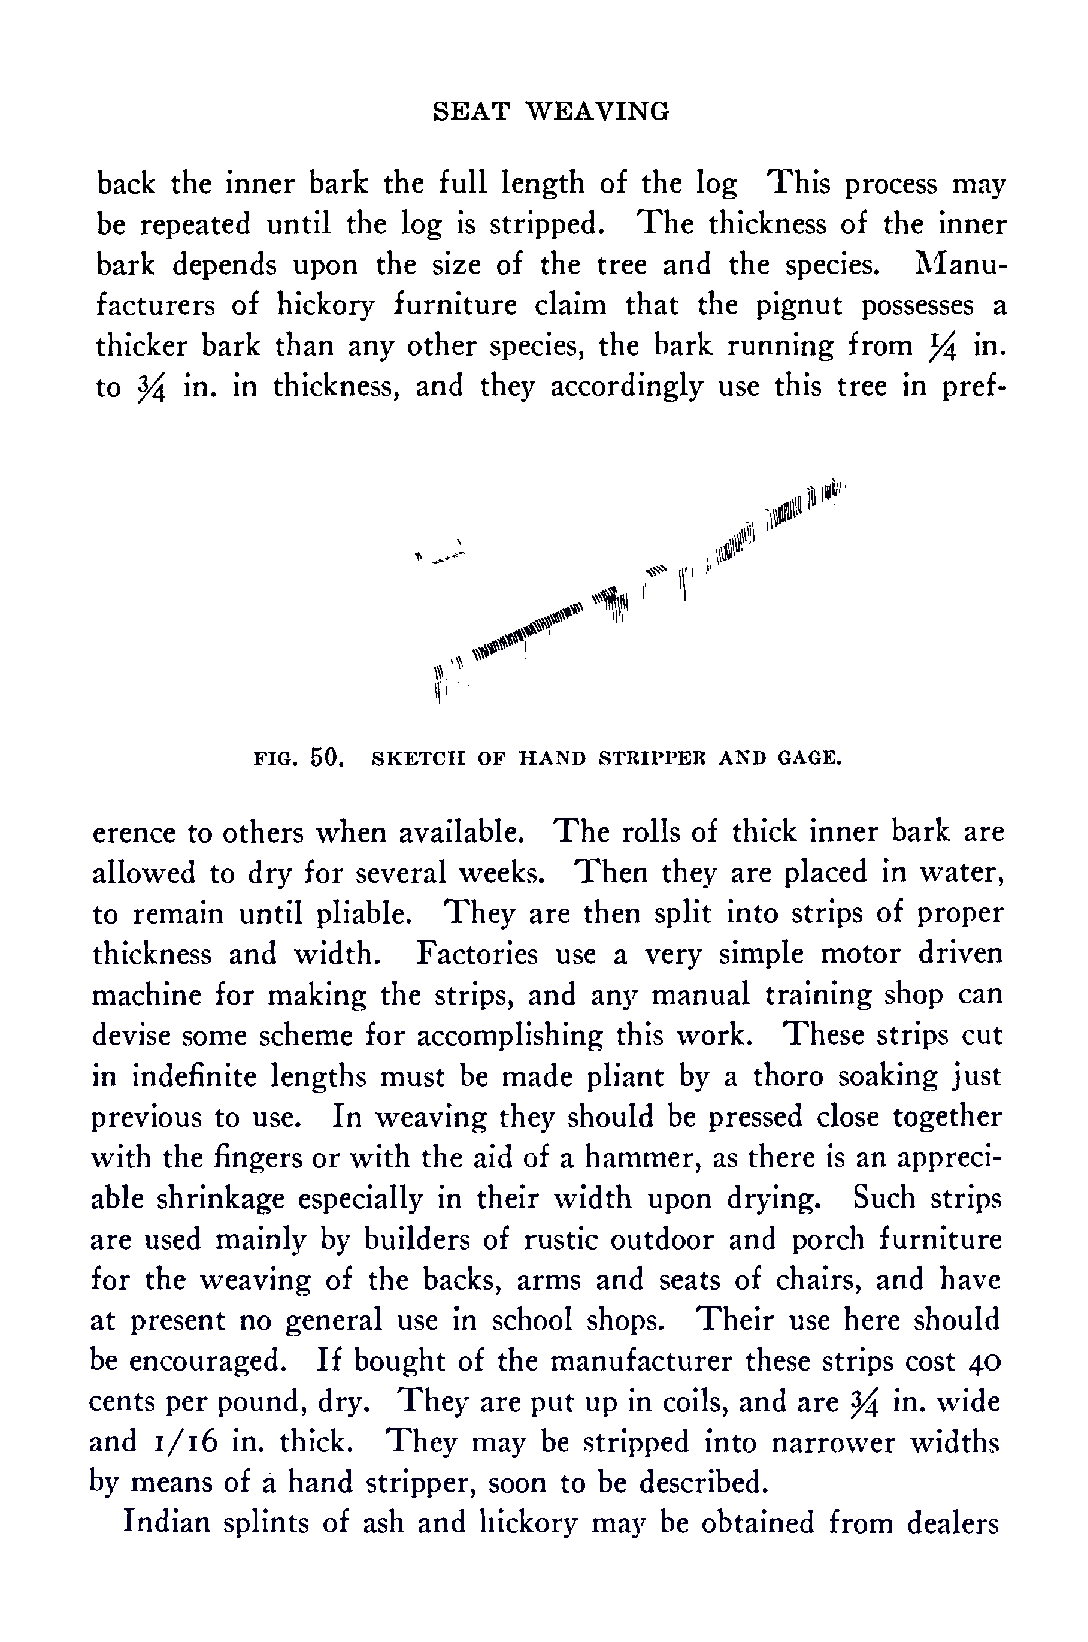 SEAT WEAVING
back the inner bark the full length of the log This process may
be repeated until the log is stripped. The thickness of the inner
bark depends upon the size of the tree and the species. Manu-
facturers of hickory furniture claim that the pignut possesses a
thicker bark than any other species, the bark running from ¼ in.
to ¾ in. in thickness, and they accordingly use this tree in pref-
FIG. 50. SKETCH OF HAND STRIPPER AND GAGE.
erence to others when available. The rolls of thick inner bark are
allowed to dry for several weeks. Then they are placed in water,
to remain until pliable. They are then split into strips of proper
thickness and width. Factories use a very simple motor driven
machine for making the strips, and any manual training shop can
devise some scheme for accomplishing this work. These strips cut
in indefinite lengths must be made pliant by a thoro soaking just
previous to use. In weaving they should be pressed close together
with the fingers or with the aid of a hammer, as there is an appreci-
able shrinkage especially in their width upon drying. Such strips
are used mainly by builders of rustic outdoor and porch furniture
for the weaving of the backs, arms and seats of chairs, and have
at present no general use in school shops. Their use here should
be encouraged. If bought of the manufacturer these strips cost 40
cents per pound, dry. They are put up in coils, and are ¾ in. wide
and 1/16 in. thick. They may be stripped into narrower widths
by means of a hand stripper, soon to be described.
Indian splints of ash and hickory may be obtained from dealers